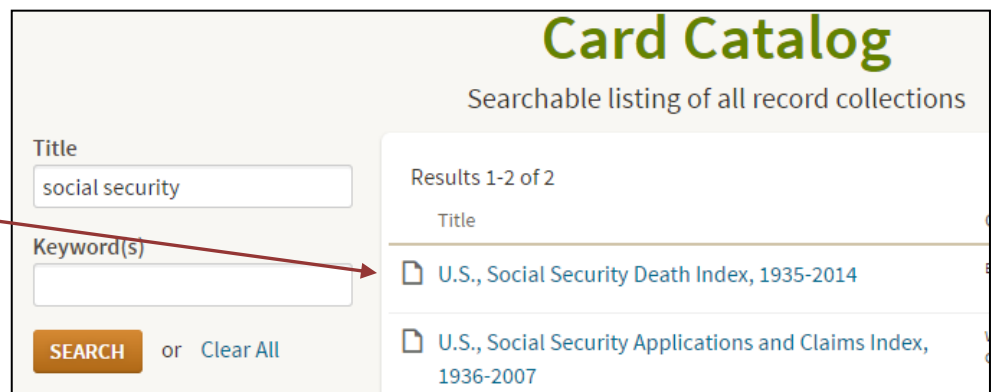 Card Catalog
Searchable listing of all record collections
Title
social security
Keyword(s)
SEARCH or Clear All
Results 1-2 of 2
Title
U.S., Social Security Death Index, 1935-2014
U.S., Social Security Applications and Claims Index,
1936-2007